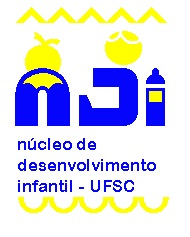 ndi
núcleo de
desenvolvimento
infantil - UFSC